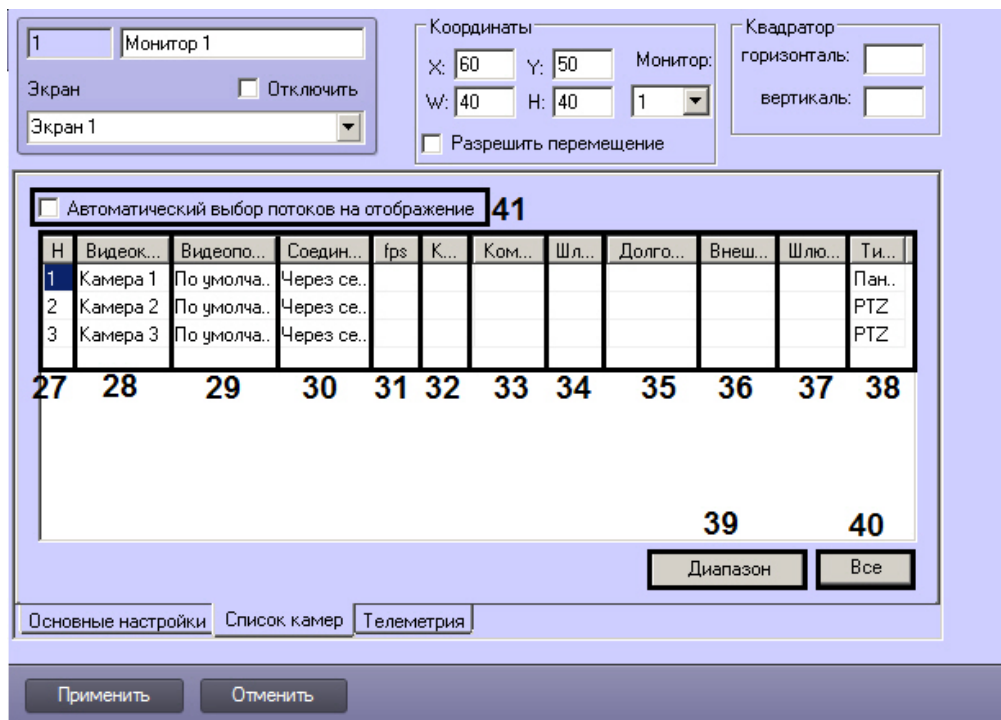 1 Монитор 1
Экран Отключить
Экран 1
Координаты
X: 60 Y: 50 Монитор:
W: 40 H: 40 1
Разрешить перемещение
Квадратор
горизонталь:
вертикаль:
Автоматический выбор потоков на отображение 41
Н Видеок... Видеопо... Соедин... fps К... Ком... Шл... Долго... Внеш... Шлю... Ти...
1 Камера 1 По умолча.. Через се.. Пан..
2 Камера 2 По умолча.. Через се.. PTZ
3 Камера 3 По умолча.. Через се.. PTZ
27 28 29 30 31 32 33 34 35 36 37 38
39 40
Диапазон Все
Основные настройки Список камер Телеметрия
Применить Отменить